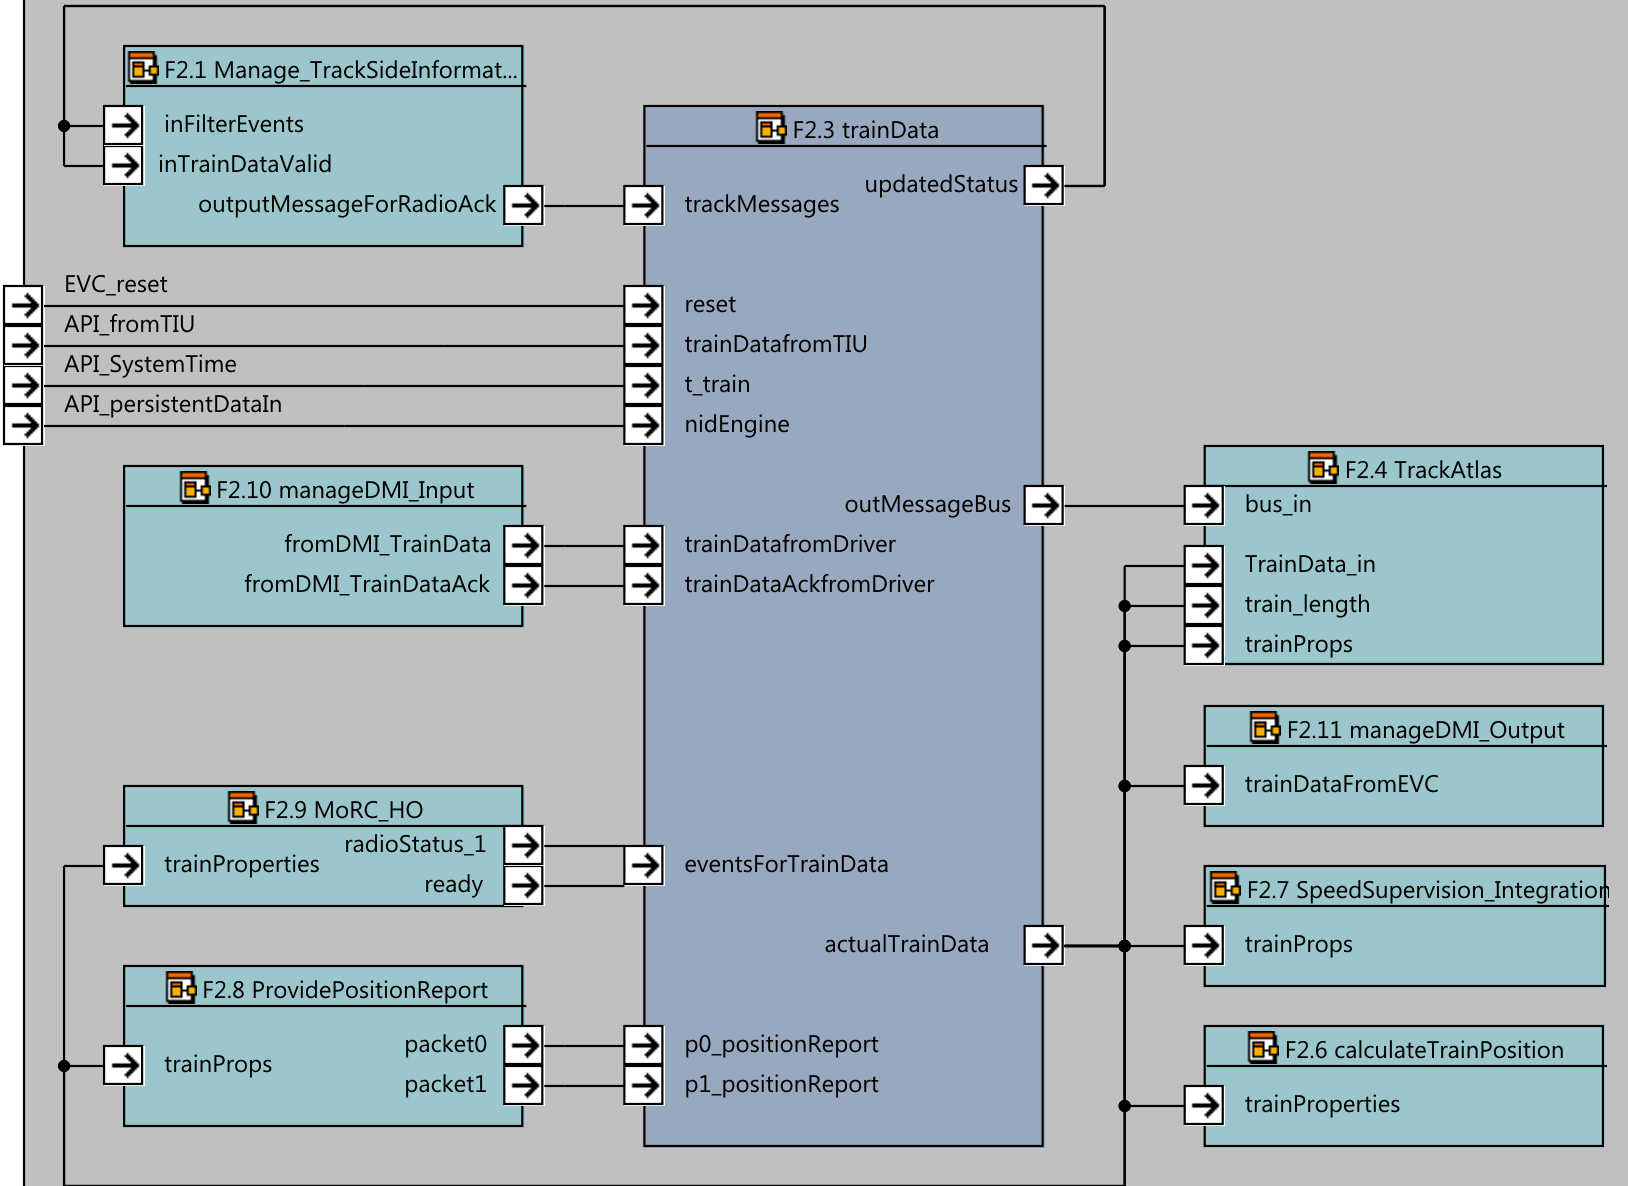 F2.1 Manage_TrackSideInformat...
inFilterEvents
inTrainDataValid
outputMessageForRadioAck
F2.3 trainData
updatedStatus
trackMessages
EVC_reset
reset
API_fromTIU
trainDatafromTIU
API_SystemTime
t_train
API_persistentDataIn
nidEngine
F2.10 manageDMI_Input
fromDMI_TrainData
fromDMI_TrainDataAck
outMessageBus
trainDatafromDriver
trainDataAckfromDriver
F2.4 TrackAtlas
bus_in
TrainData_in
train_length
trainProps
F2.11 manageDMI_Output
trainDataFromEVC
F2.9 MoRC_HO
radioStatus_1
trainProperties
ready
eventsForTrainData
actualTrainData
F2.7 SpeedSupervision_Integration
trainProps
F2.8 ProvidePositionReport
packet0
trainProps
packet1
p0_positionReport
p1_positionReport
F2.6 calculateTrainPosition
trainProperties